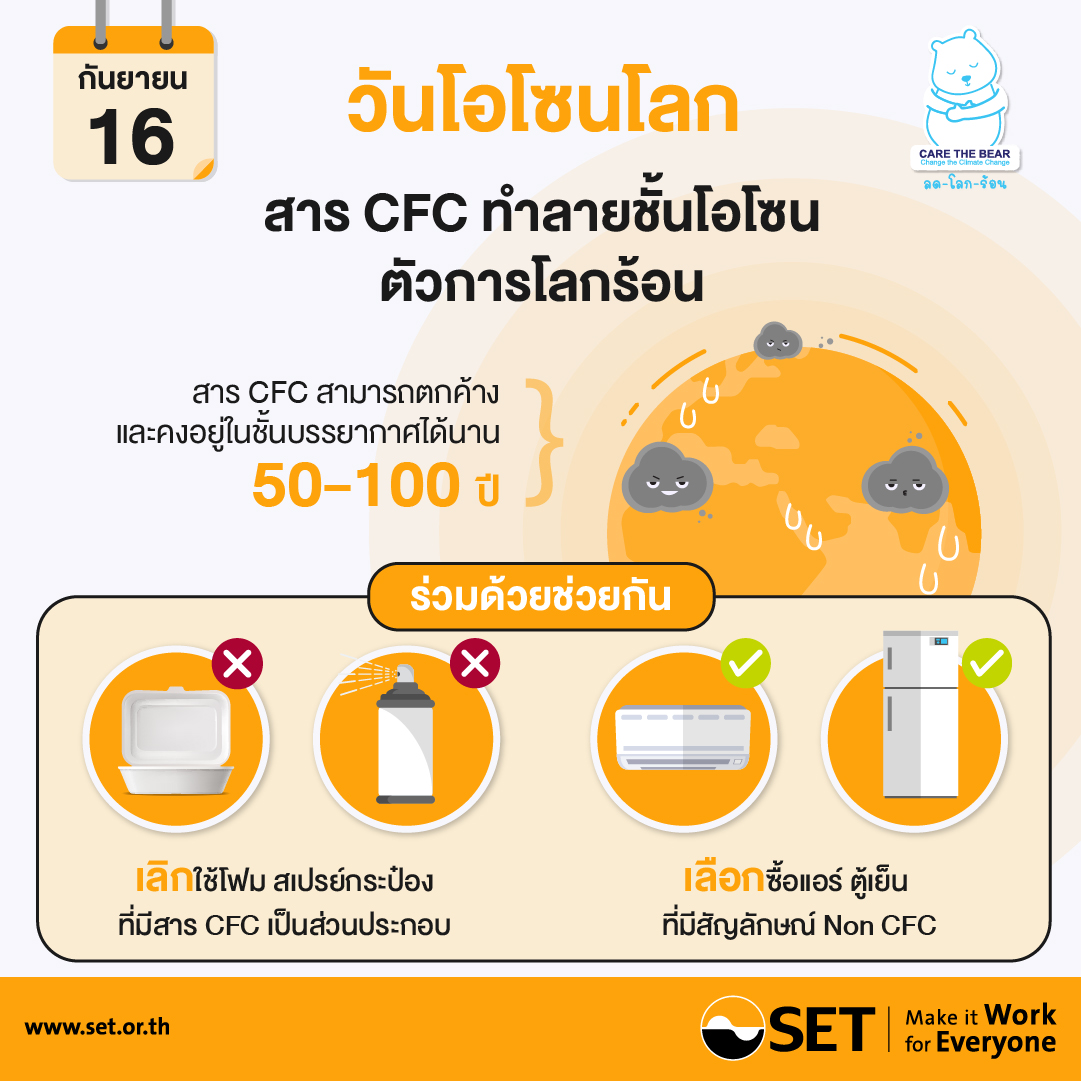 กันยายน
16
วันโอโซนโลก
CARE THE BEAR
Change the Climate Change
ลด-โลก-ร้อน
สาร CFC ทำลายชั้นโอโซน
ตัวการโลกร้อน
สาร CFC สามารถตกค้าง
และคงอยู่ในชั้นบรรยากาศได้นาน
50-100 ปี
ร่วมด้วยช่วยกัน
เลิกใช้โฟม สเปรย์กระป๋อง
ที่มีสาร CFC เป็นส่วนประกอบ
เลือกซื้อแอร์ ตู้เย็น
ที่มีสัญลักษณ์ Non CFC
www.set.or.th
SET
Make it Work
for Everyone